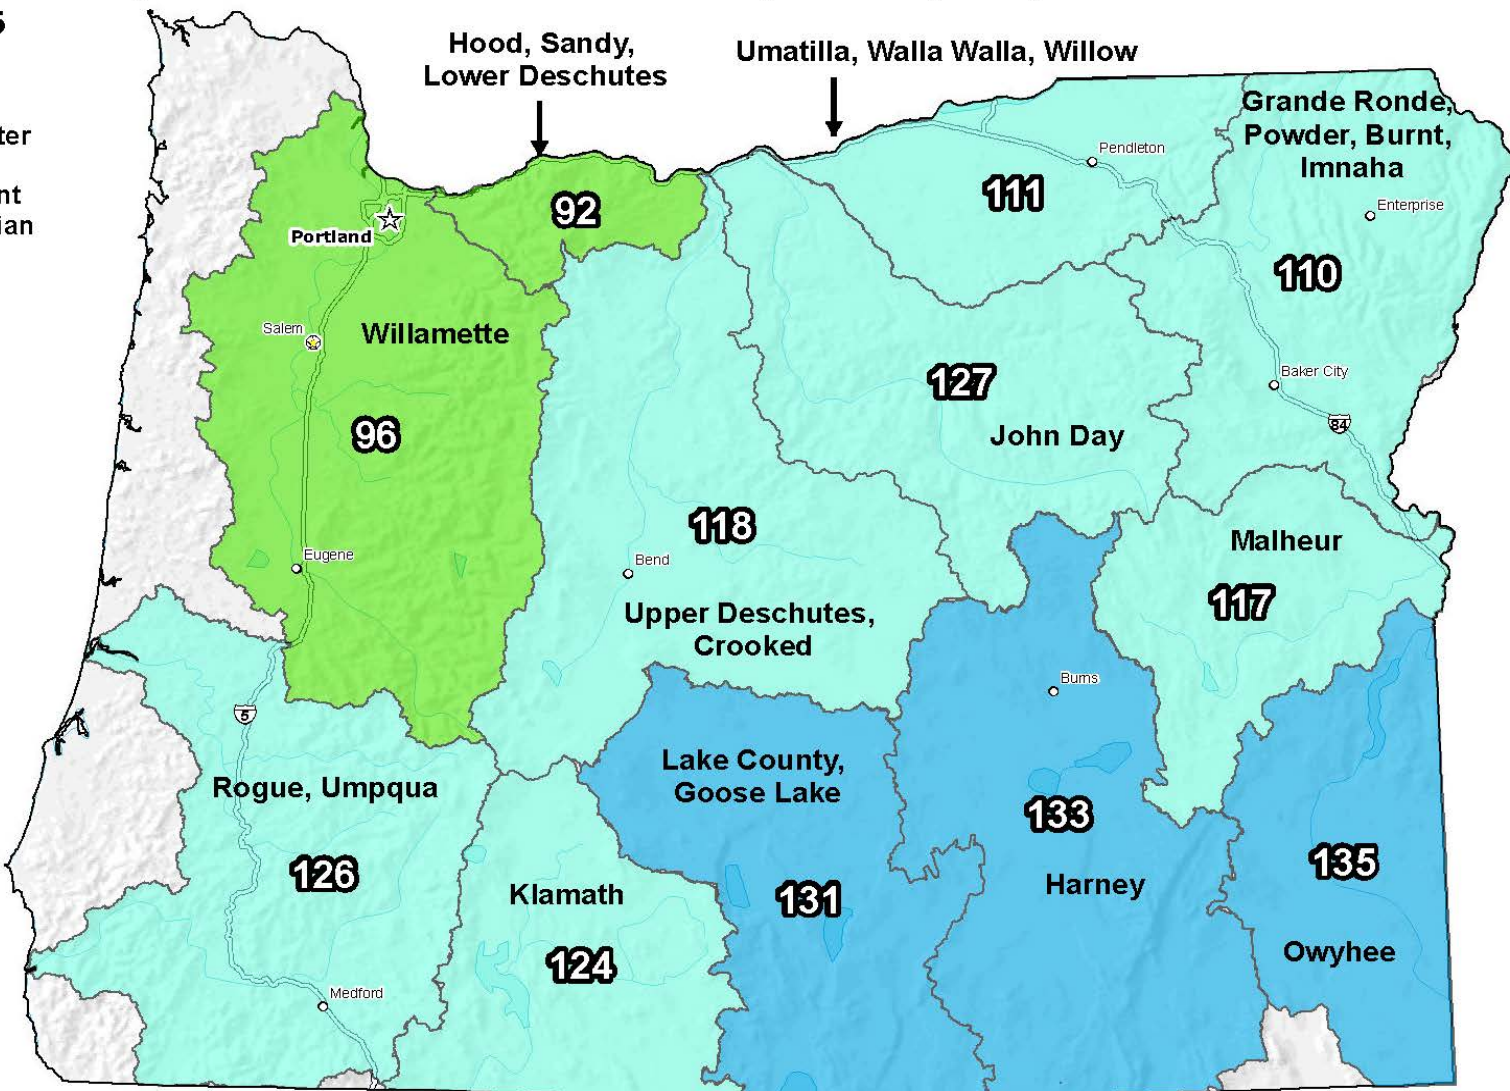 Hood, Sandy,
Lower Deschutes
Umatilla, Walla Walla, Willow
Grande Ronde,
Powder, Burnt,
Imnaha
Pendleton
111
Enterprise
92
Portland
110
Salem
Willamette
127
Baker City
96
John Day
84
118
Malheur
Eugene
Bend
117
Upper Deschutes,
Crooked
Burns
5
Lake County,
Goose Lake
Rogue, Umpqua
133
126
135
Klamath
131
Harney
124
Owyhee
Medford